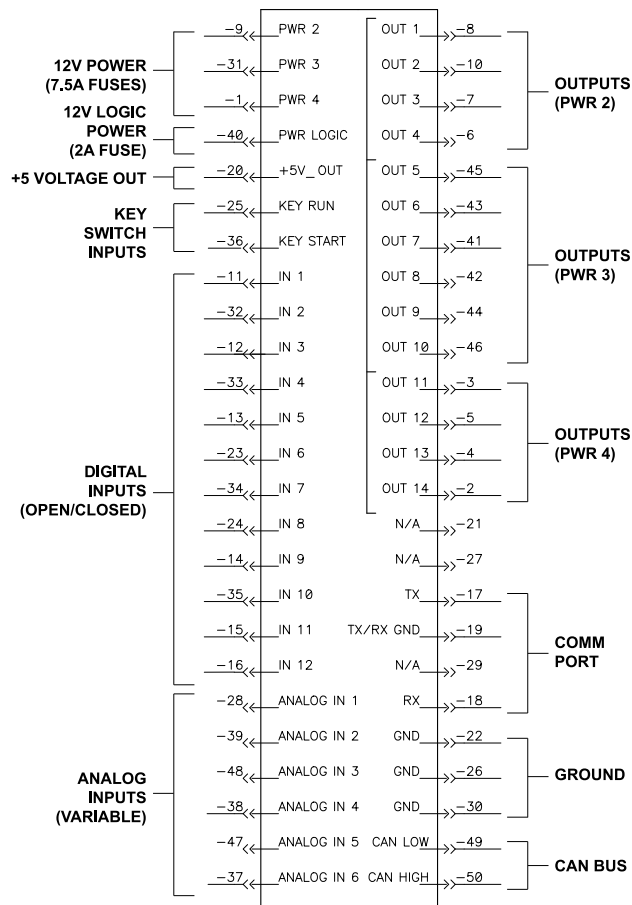 -9 PWR 2 OUT 1 -8
-31 PWR 3 OUT 2 -10
-1 PWR 4 OUT 3 -7
-40 PWR LOGIC OUT 4 -6
-20 +5V_OUT OUT 5 -45
-25 KEY RUN OUT 6 -43
-36 KEY START OUT 7 -41
-11 IN 1 OUT 8 -42
-32 IN 2 OUT 9 -44
-12 IN 3 OUT 10 -46
-33 IN 4 OUT 11 -3
-13 IN 5 OUT 12 -5
-23 IN 6 OUT 13 -4
-34 IN 7 OUT 14 -2
-24 IN 8 N/A -21
-14 IN 9 N/A -27
-35 IN 10 TX -17
-15 IN 11 TX/RX GND -19
-16 IN 12 N/A -29
-28 ANALOG IN 1 RX -18
-39 ANALOG IN 2 GND -22
-48 ANALOG IN 3 GND -26
-38 ANALOG IN 4 GND -30
-47 ANALOG IN 5 CAN LOW -49
-37 ANALOG IN 6 CAN HIGH -50
12V POWER
(7.5A FUSES)
12V LOGIC
POWER
(2A FUSE)
+5 VOLTAGE OUT
KEY
SWITCH
INPUTS
DIGITAL
INPUTS
(OPEN/CLOSED)
ANALOG
INPUTS
(VARIABLE)
OUTPUTS
(PWR 2)
OUTPUTS
(PWR 3)
OUTPUTS
(PWR 4)
COMM
PORT
GROUND
CAN BUS